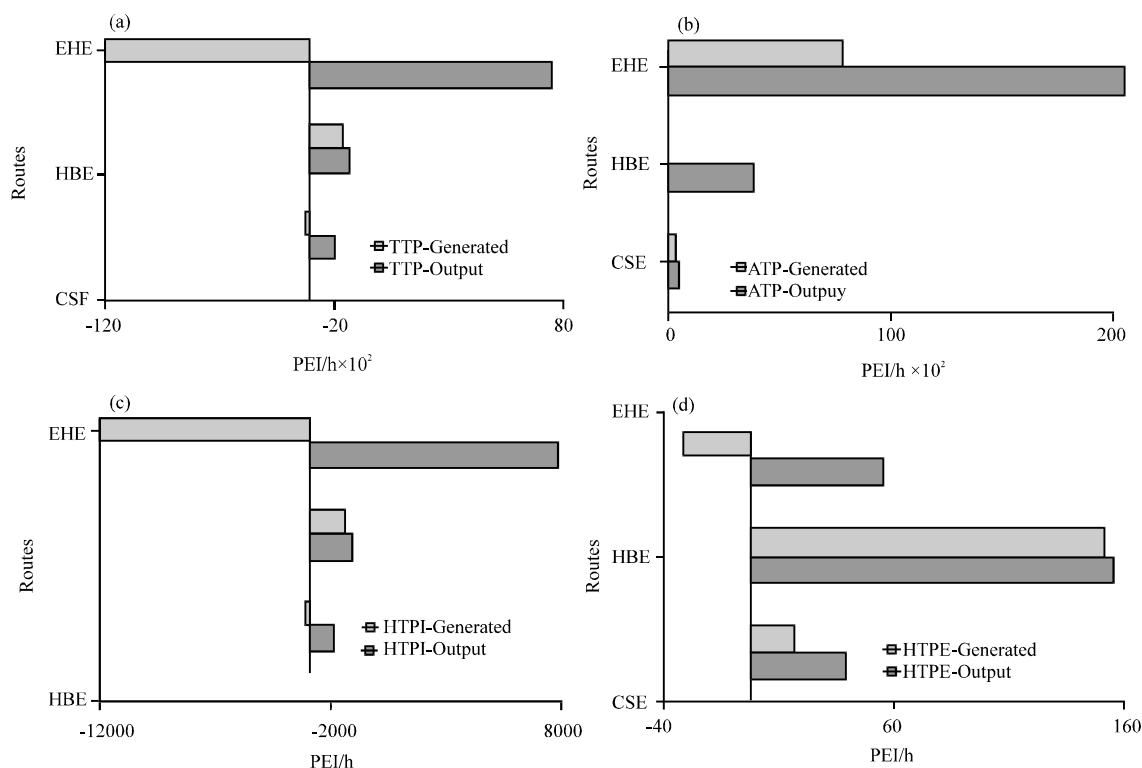 (a)
EHE
HBE
CSF
Routes
TTP-Generated
TTP-Output
-120
-20
80
PEI/h×10²
(b)
EHE
HBE
CSE
Routes
ATP-Generated
ATP-Outpuy
0
100
200
PEI/h ×10²
(c)
EHE
HBE
Routes
HTPI-Generated
HTPI-Output
-12000
-2000
8000
PEI/h
(d)
EHE
HBE
CSE
Routes
HTPE-Generated
HTPE-Output
-40
60
160
PEI/h